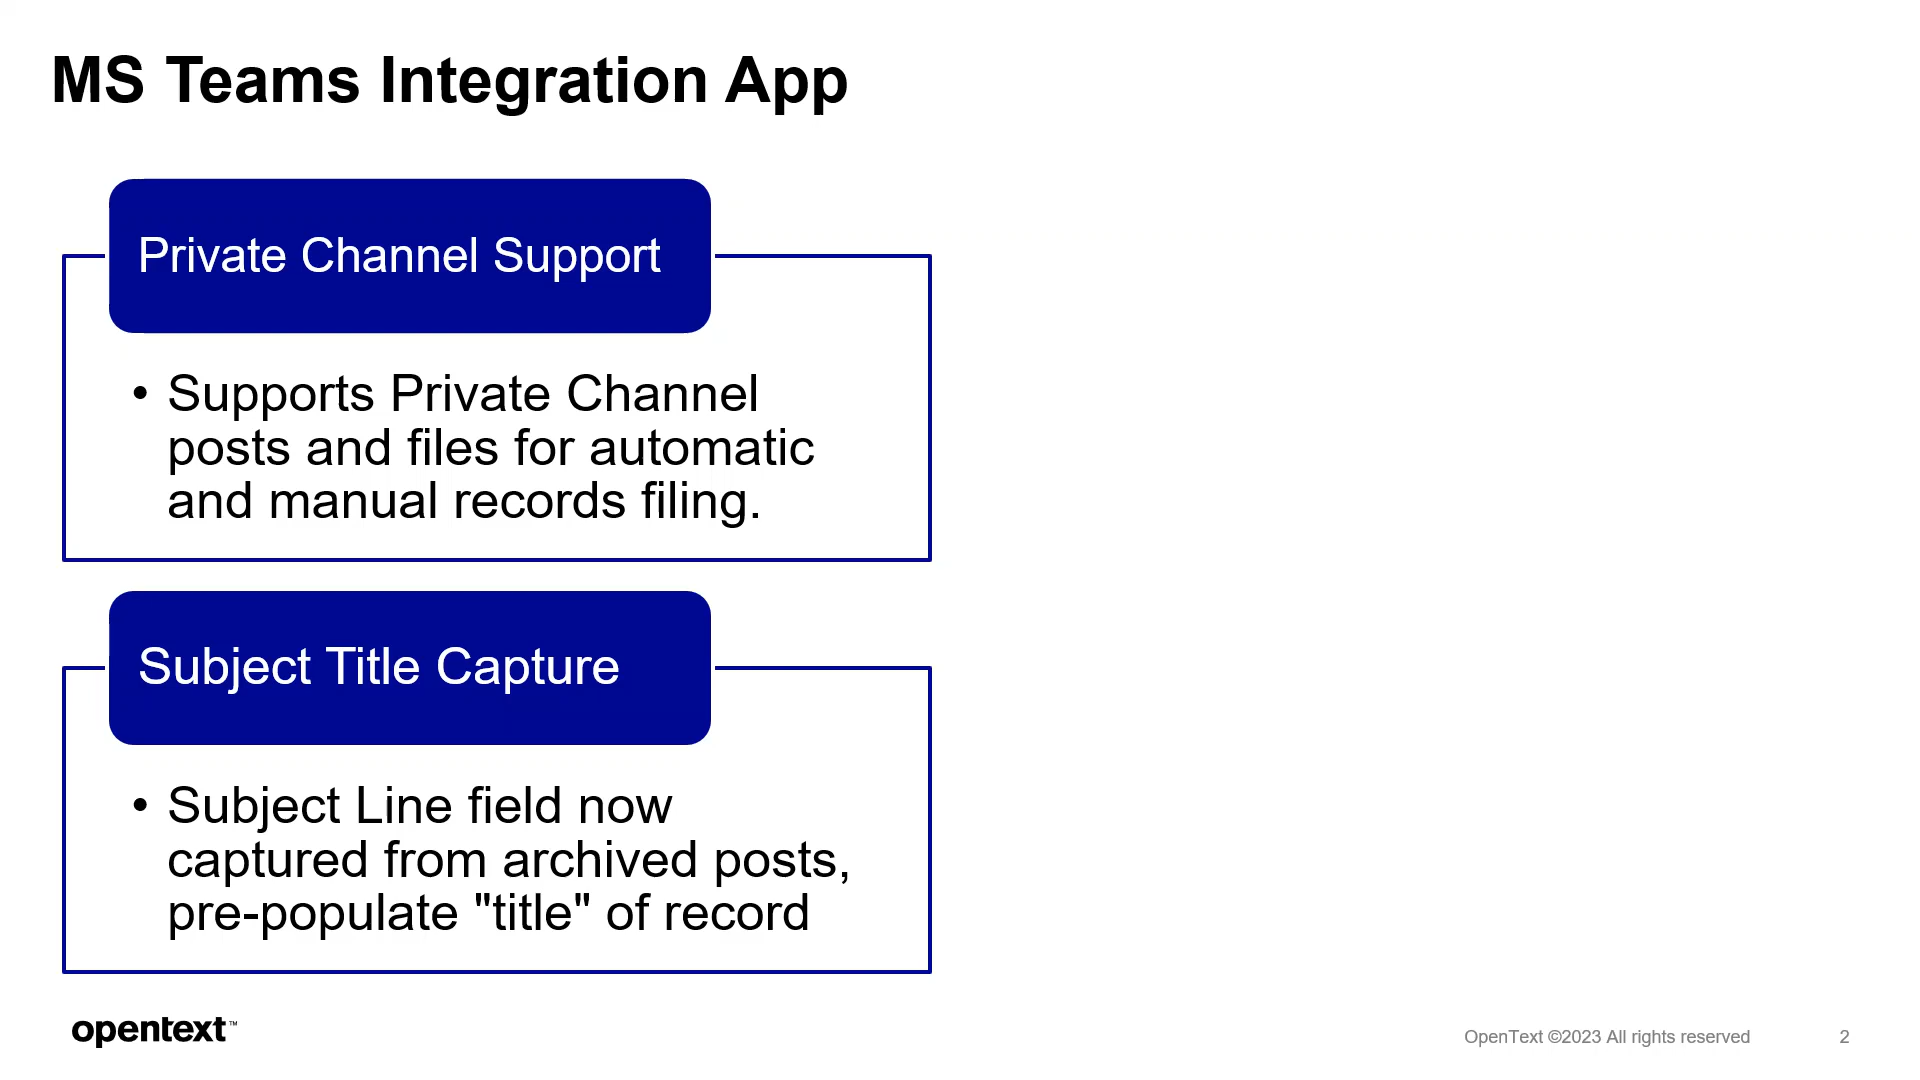 MS Teams Integration App
Private Channel Support
• Supports Private Channel
posts and files for automatic
and manual records filing.
Subject Title Capture
• Subject Line field now
captured from archived posts,
pre-populate "title" of record
opentext™
OpenText ©2023 All rights reserved
2